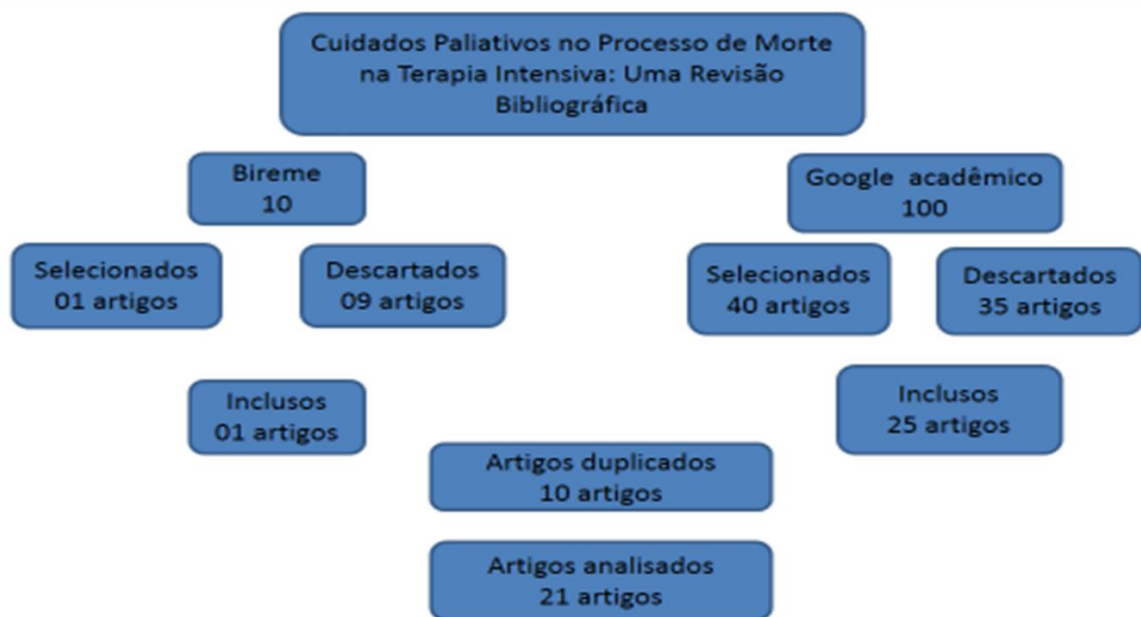 Cuidados Paliativos no Processo de Morte
na Terapia Intensiva: Uma Revisão
Bibliográfica
Bireme
10
Google acadêmico
100
Selecionados
01 artigos
Descartados
09 artigos
Selecionados
40 artigos
Descartados
35 artigos
Inclusos
01 artigos
Inclusos
25 artigos
Artigos duplicados
10 artigos
Artigos analisados
21 artigos